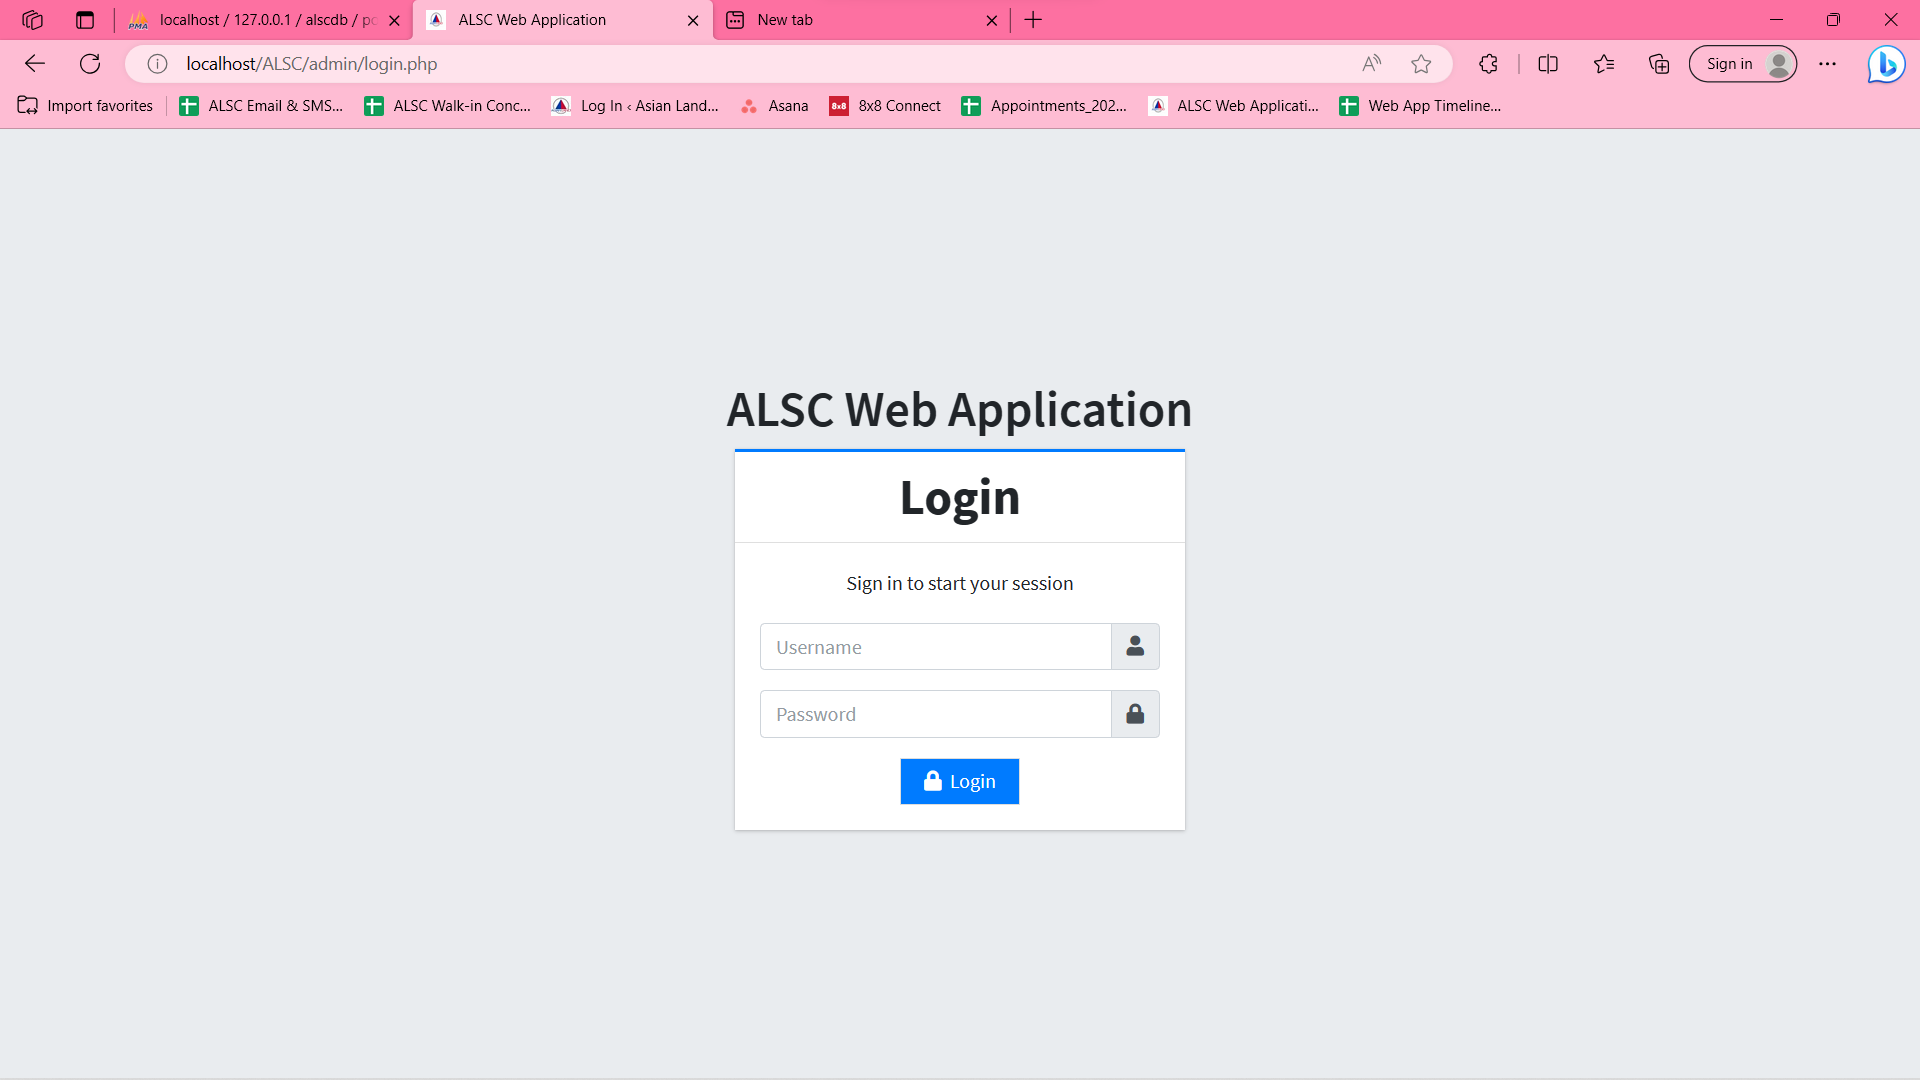 localhost / 127.0.0.1 / alscdb / pc
ALSC Web Application
New tab
localhost/ALSC/admin/login.php
Sign in
Import favorites
ALSC Email & SMS...
ALSC Walk-in Conc...
Log In ‹ Asian Land...
Asana
8x8
8x8 Connect
Appointments_202...
ALSC Web Applicati...
Web App Timeline...
ALSC Web Application
Login
Sign in to start your session
Username
Password
Login